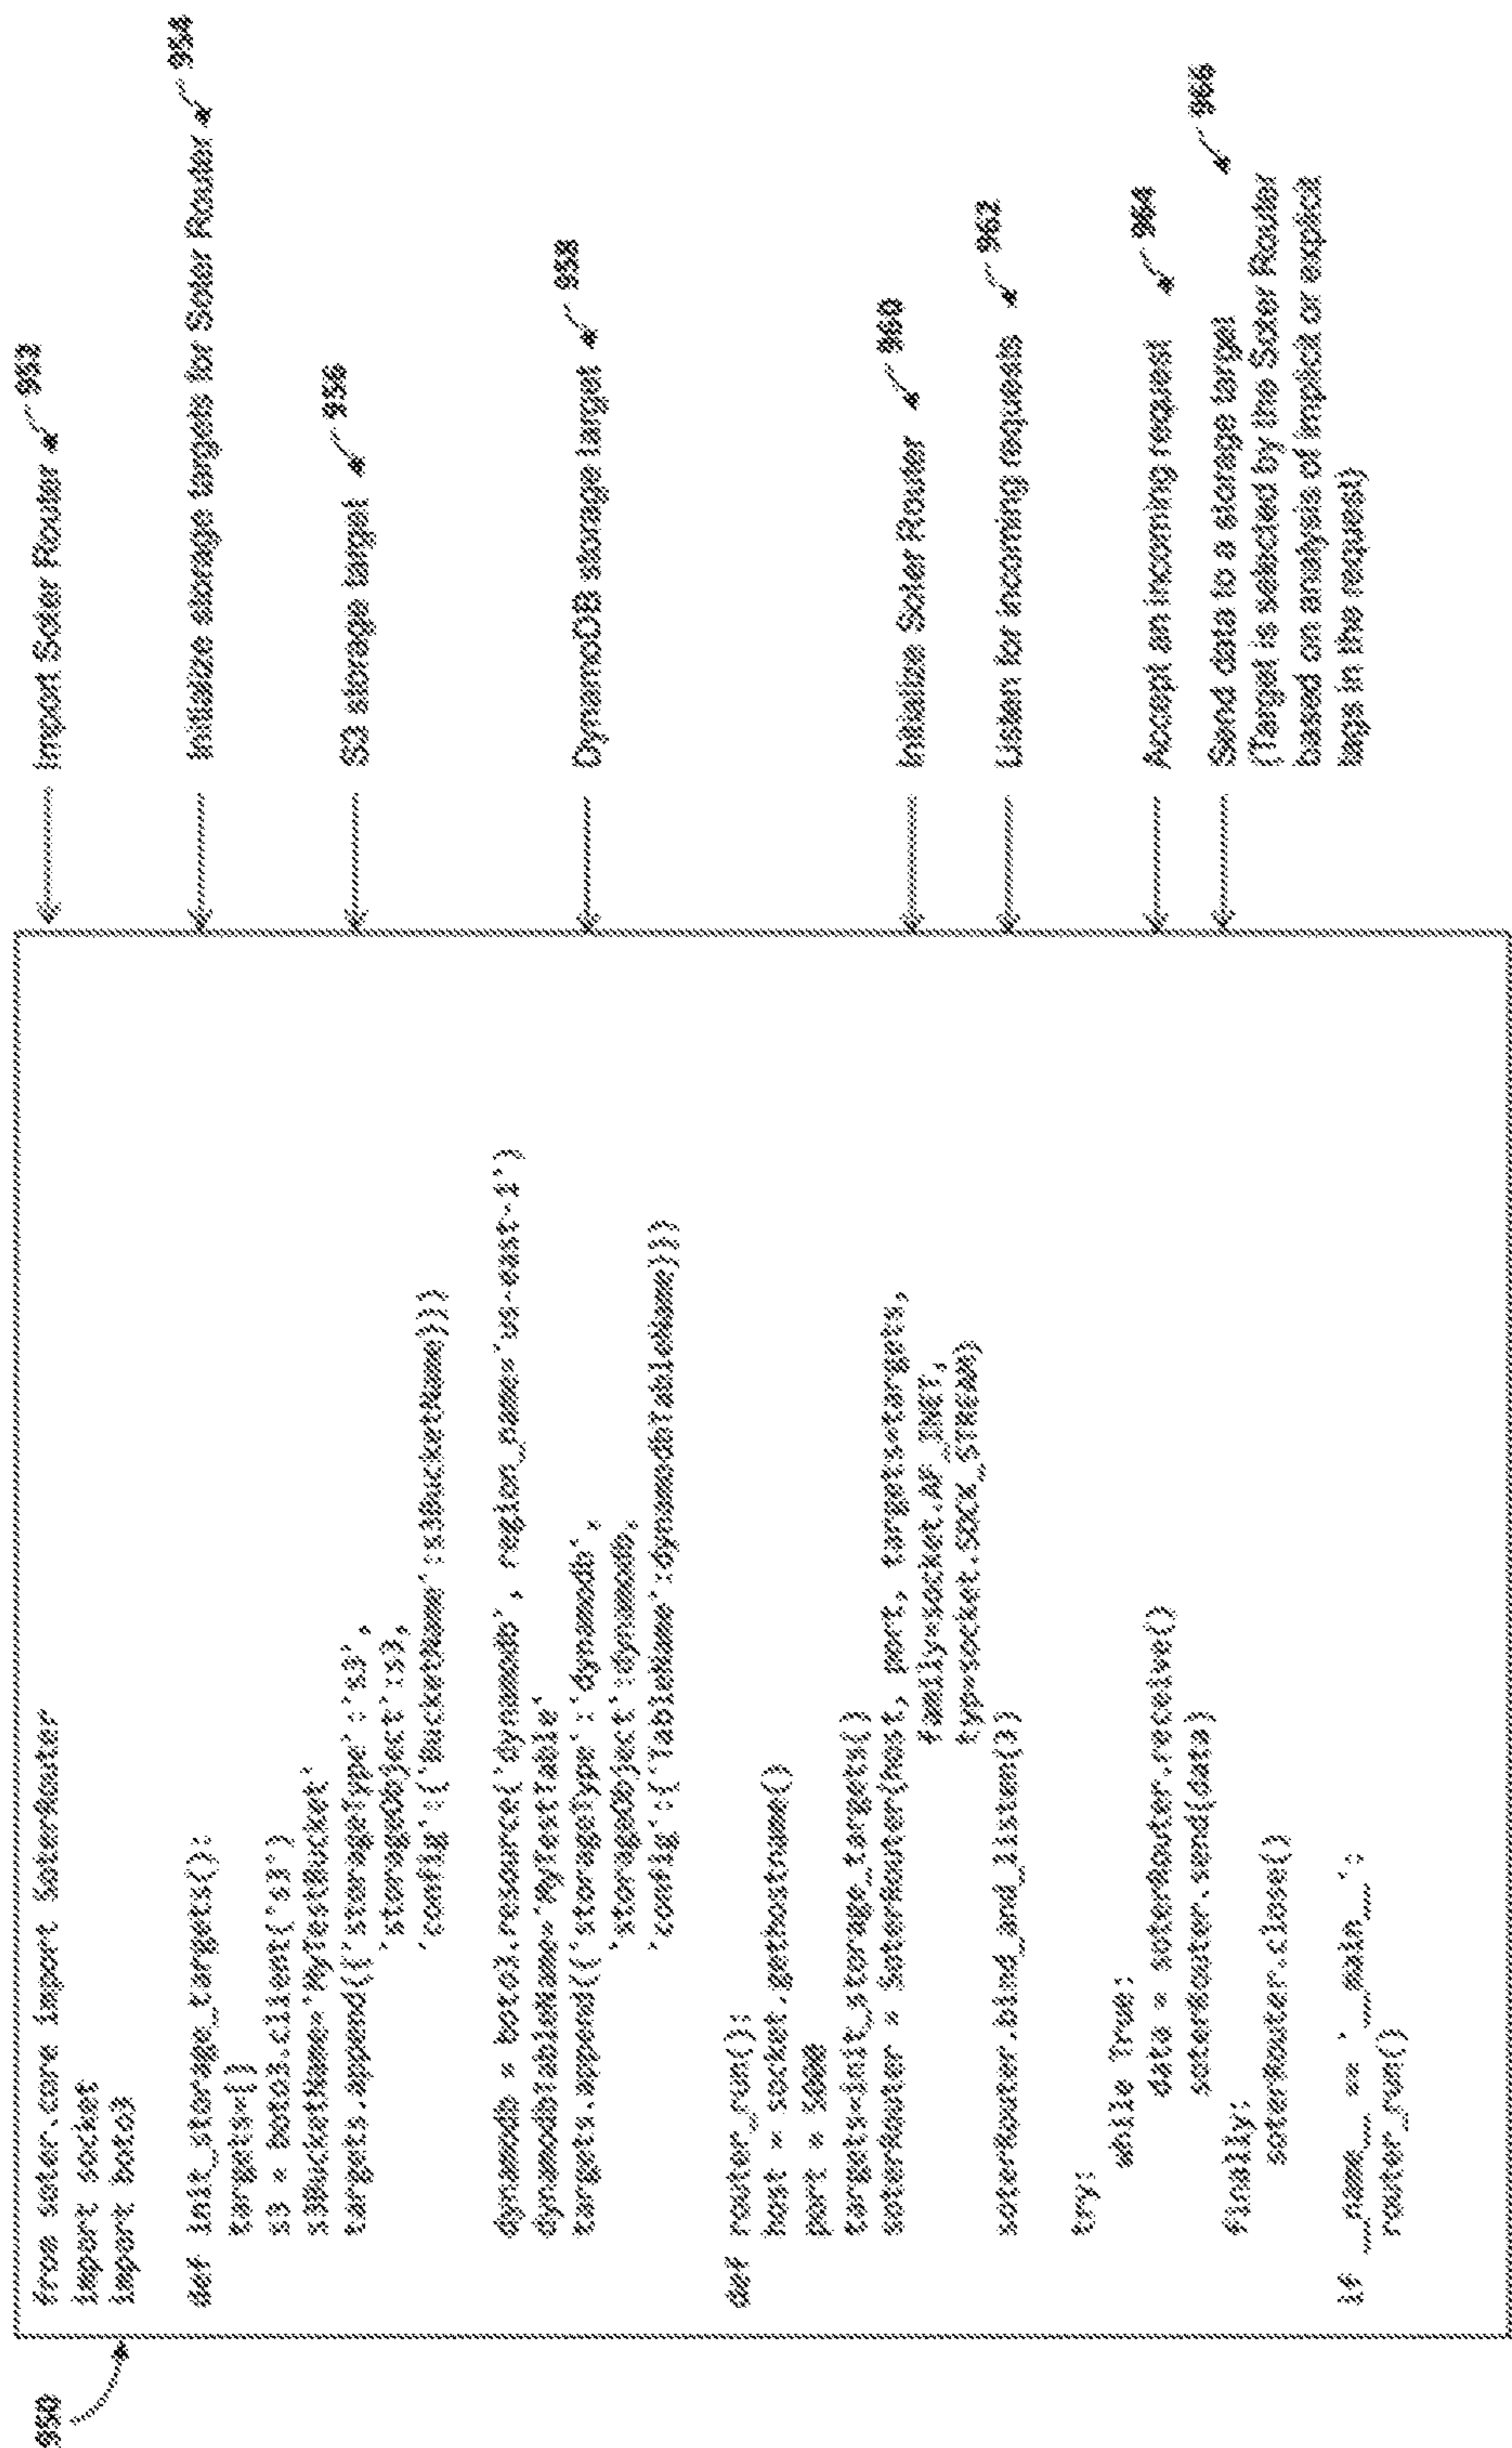 950
from soter.core import SoterRouter
import socket
import boto3
def init_storage_targets():
targets=[]
s3 = boto3.client('s3')
s3BucketName='MyTestBucket'
targets.append({'storageType':'s3',
'storageObject':s3,
'config':{'BucketName':s3BucketName}})
dynamodb = boto3.resource('dynamodb', region_name='us-east-1')
dynamodbTableName='MyTestTable'
targets.append({'storageType':'dynamodb',
'storageObject':dynamodb,
'config':{'TableName':dynamodbTableName}})
def router_run():
host = socket.gethostname()
port = 5000
targets=init_storage_targets()
soterRouter = SoterRouter(host, port, targets=targets,
family=socket.AF_INET,
type=socket.SOCK_STREAM)
soterRouter.bind_and_listen(3)
try:
while True:
data = soterRouter.receive()
soterRouter.send(data)
finally:
soterRouter.close()
if __name__ =='__main__':
router_run()
Import Soter Router 952
Initialize storage targets for Soter Router 954
S3 storage target 956
DynamoDB storage target 958
Initialize Soter Router 960
Listen for incoming requests 962
Accept an incoming request 964
Send data to a storage target 966
(Target is selected by the Soter Router
based on analysis of implicit or explicit
tags in the request)